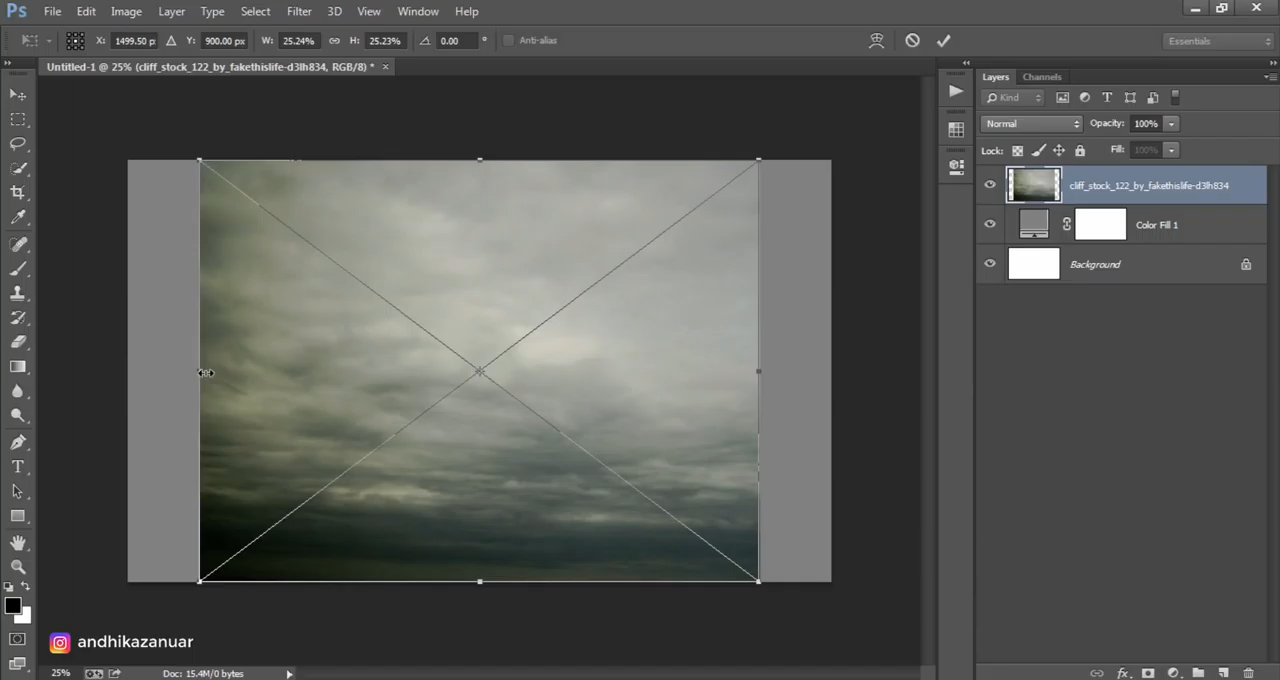 Ps File Edit Image Layer Type Select Filter 3D View Window Help
X: 1499.50 p Y: 900.00 px W: 25.24% H: 25.23% 0.00 ° Anti-alias Essentials
Untitled-1 @ 25% (cliff_stock_122_by_fakethislife-d3lh834, RGB/8) * ×
Layers Channels
Kind
Normal Opacity: 100%
Lock: Fill: 100%
cliff_stock_122_by_fakethislife-d3lh834
Color Fill 1
Background
T
andhikazanuar
25% Doc: 15.4M/0 bytes
fx